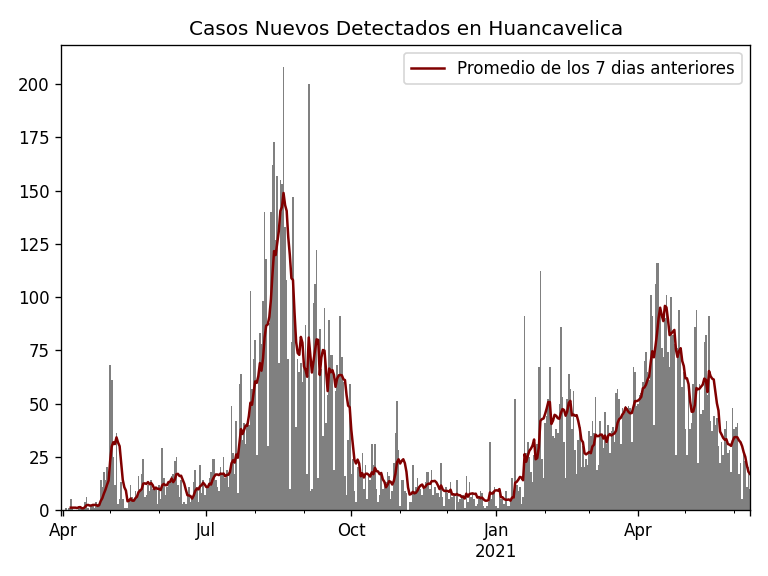 Casos Nuevos Detectados en Huancavelica
Promedio de los 7 dias anteriores
200
175
150
125
100
75
50
25
0
Apr
Jul
Oct
Jan
2021
Apr